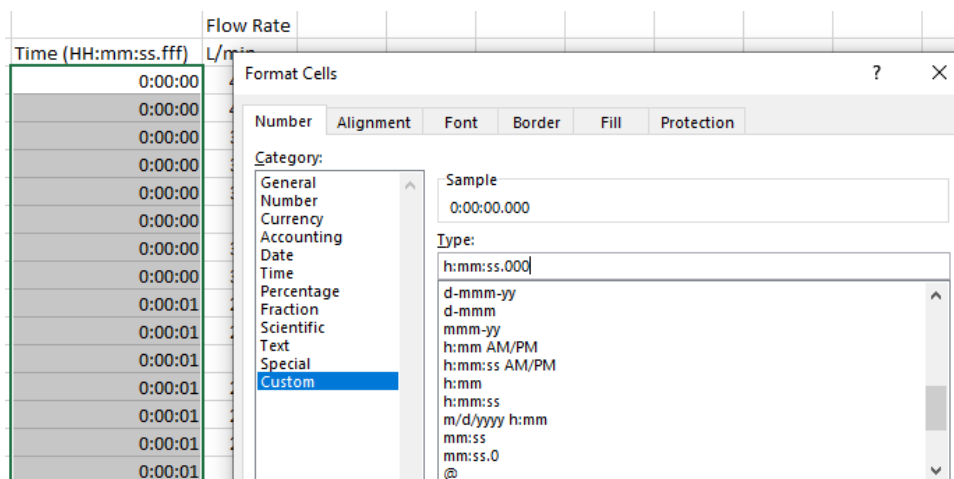 Flow Rate
Time (HH:mm:ss.fff) L/min
0:00:00
0:00:00
0:00:00
0:00:00
0:00:00
0:00:00
0:00:00
0:00:00
0:00:01
0:00:01
0:00:01
0:00:01
0:00:01
0:00:01
0:00:01
Format Cells
Number Alignment Font Border Fill Protection
Category:
General
Number
Currency
Accounting
Date
Time
Percentage
Fraction
Scientific
Text
Special
Custom
Sample
0:00:00.000
Type:
h:mm:ss.000
d-mmm-yy
d-mmm
mmm-yy
h:mm AM/PM
h:mm:ss AM/PM
h:mm
h:mm:ss
m/d/yyyy h:mm
mm:ss
mm:ss.0
@